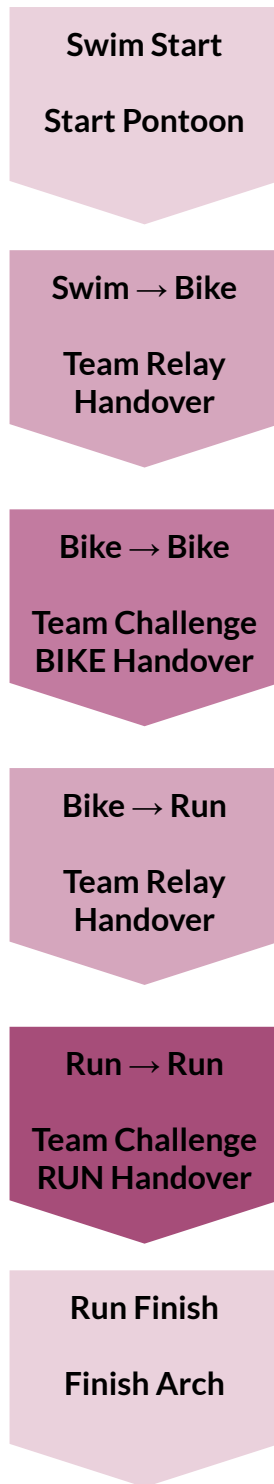 Swim Start
Start Pontoon
Swim → Bike
Team Relay
Handover
Bike → Bike
Team Challenge
BIKE Handover
Bike → Run
Team Relay
Handover
Run → Run
Team Challenge
RUN Handover
Run Finish
Finish Arch